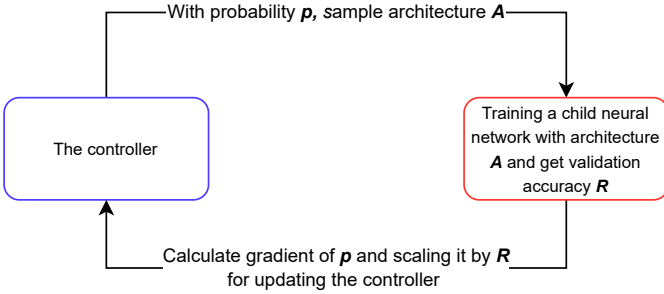 With probability p, sample architecture A
The controller
Training a child neural
network with architecture
A and get validation
accuracy R
Calculate gradient of p and scaling it by R
for updating the controller